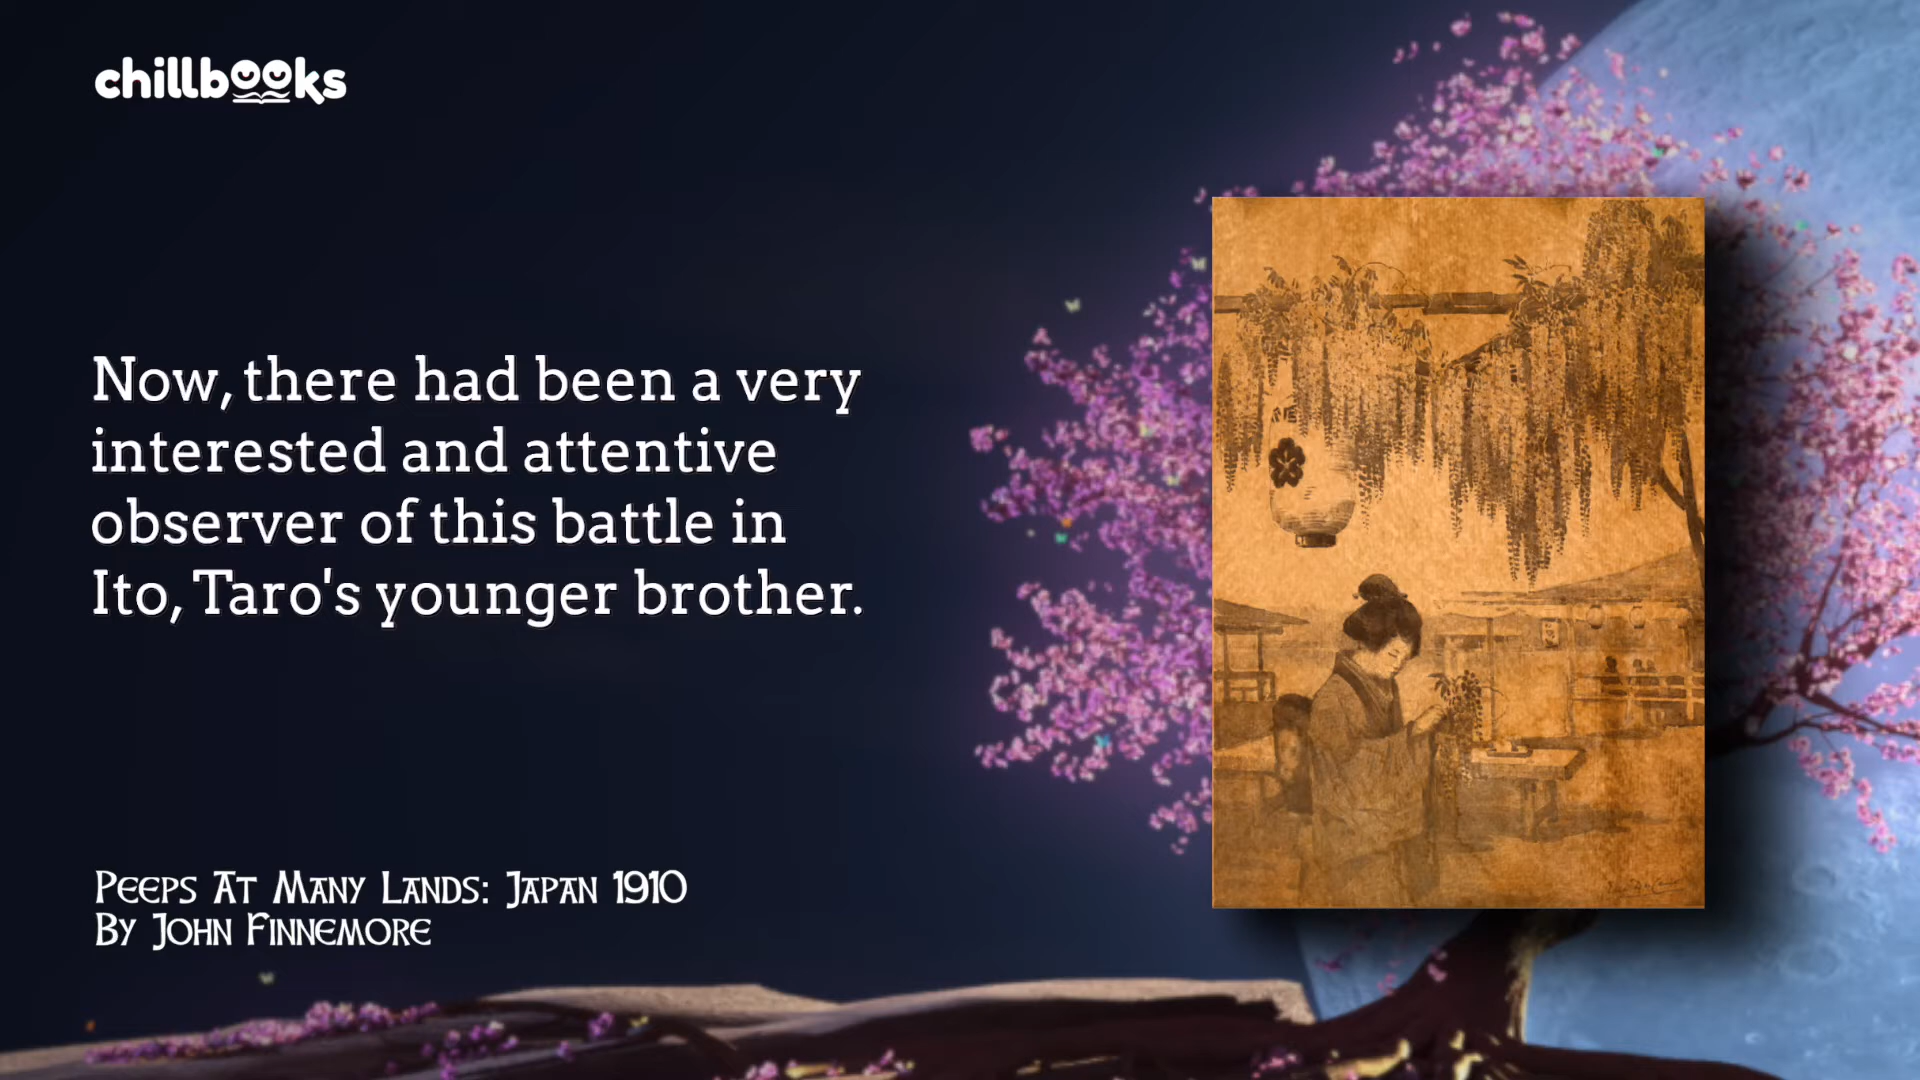 chillbooks
Now, there had been a very
interested and attentive
observer of this battle in
Ito, Taro's younger brother.
Peeps At Many Lands: Japan 1910
By John Finnemore